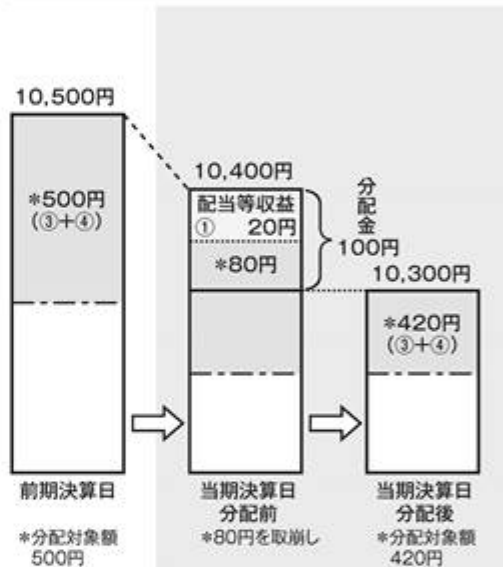 10,500円
*500円
(③+④)
前期決算日
*分配対象額
500円
10,400円
配当等収益
① 20円
*80円
分配金
100円
当期決算日
分配前
*80円を取崩し
10,300円
*420円
(③+④)
当期決算日
分配後
*分配対象額
420円